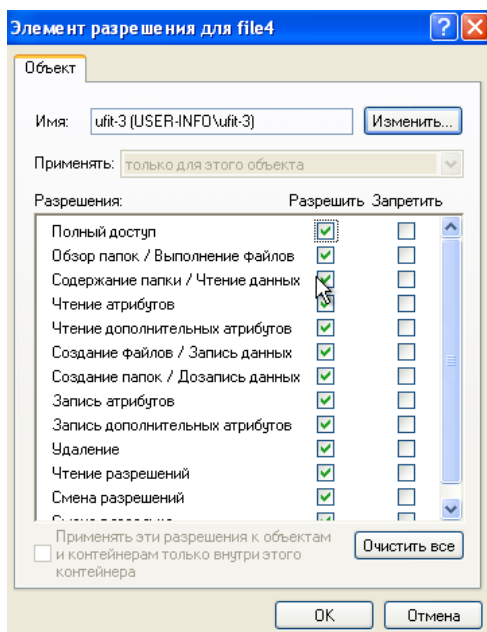 Элемент разрешения для file4
Объект
Имя: ufit-3 (USER-INFO\ufit-3) Изменить...
Применять: только для этого объекта
Разрешения: Разрешить Запретить
Полный доступ
Обзор папок / Выполнение файлов
Содержание папки / Чтение данных
Чтение атрибутов
Чтение дополнительных атрибутов
Создание файлов / Запись данных
Создание папок / Дозапись данных
Запись атрибутов
Запись дополнительных атрибутов
Удаление
Чтение разрешений
Смена разрешений
Применять эти разрешения к объектам
и контейнерам только внутри этого
контейнера
Очистить все
OK Отмена